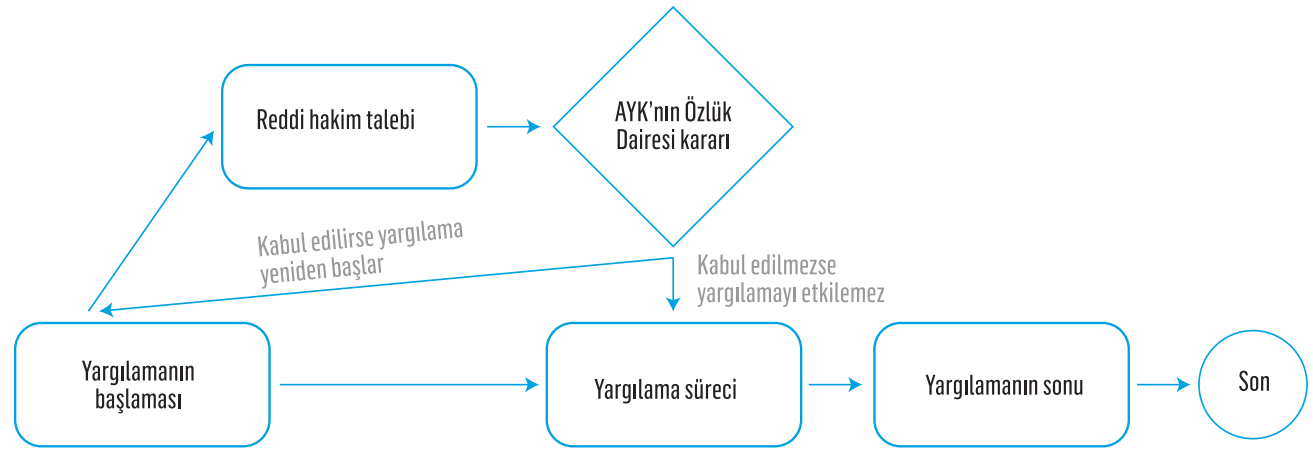 Reddi hakim talebi
AYK'nın Özlük
Dairesi kararı
Kabul edilirse yargılama
yeniden başlar
Kabul edilmezse
yargılamayı etkilemez
Yargılamanın
başlaması
Yargılama süreci
Yargılamanın sonu
Son